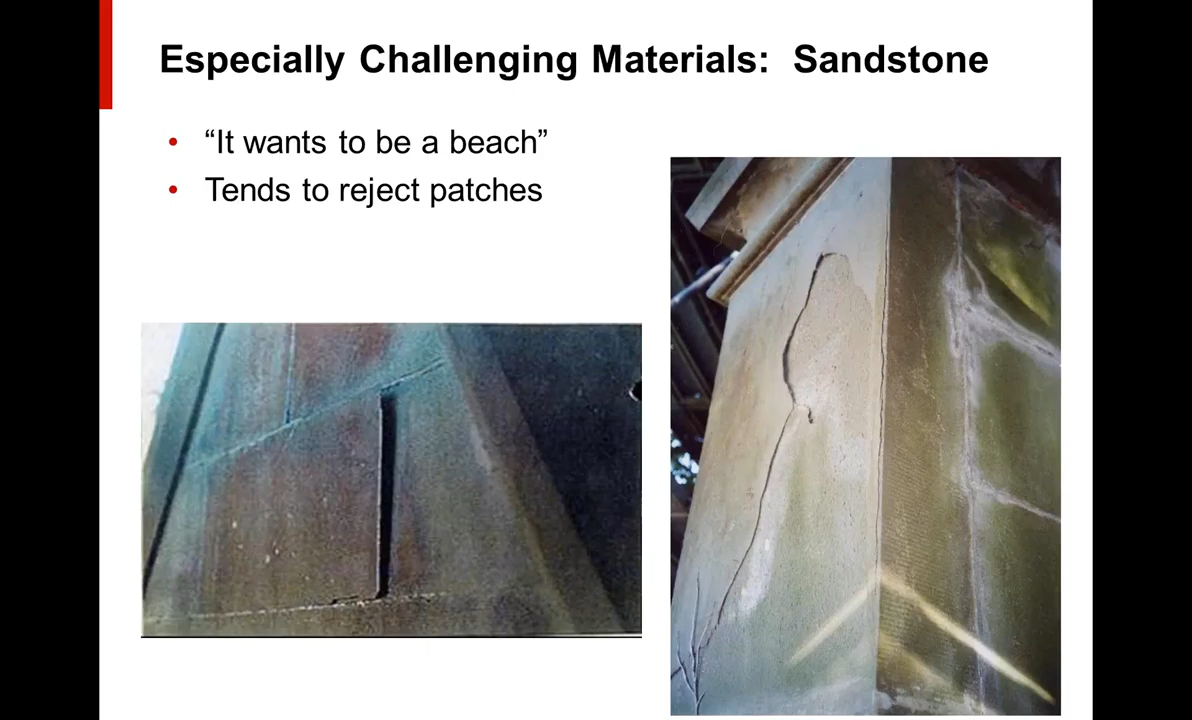 Especially Challenging Materials:  Sandstone
• “It wants to be a beach”
• Tends to reject patches